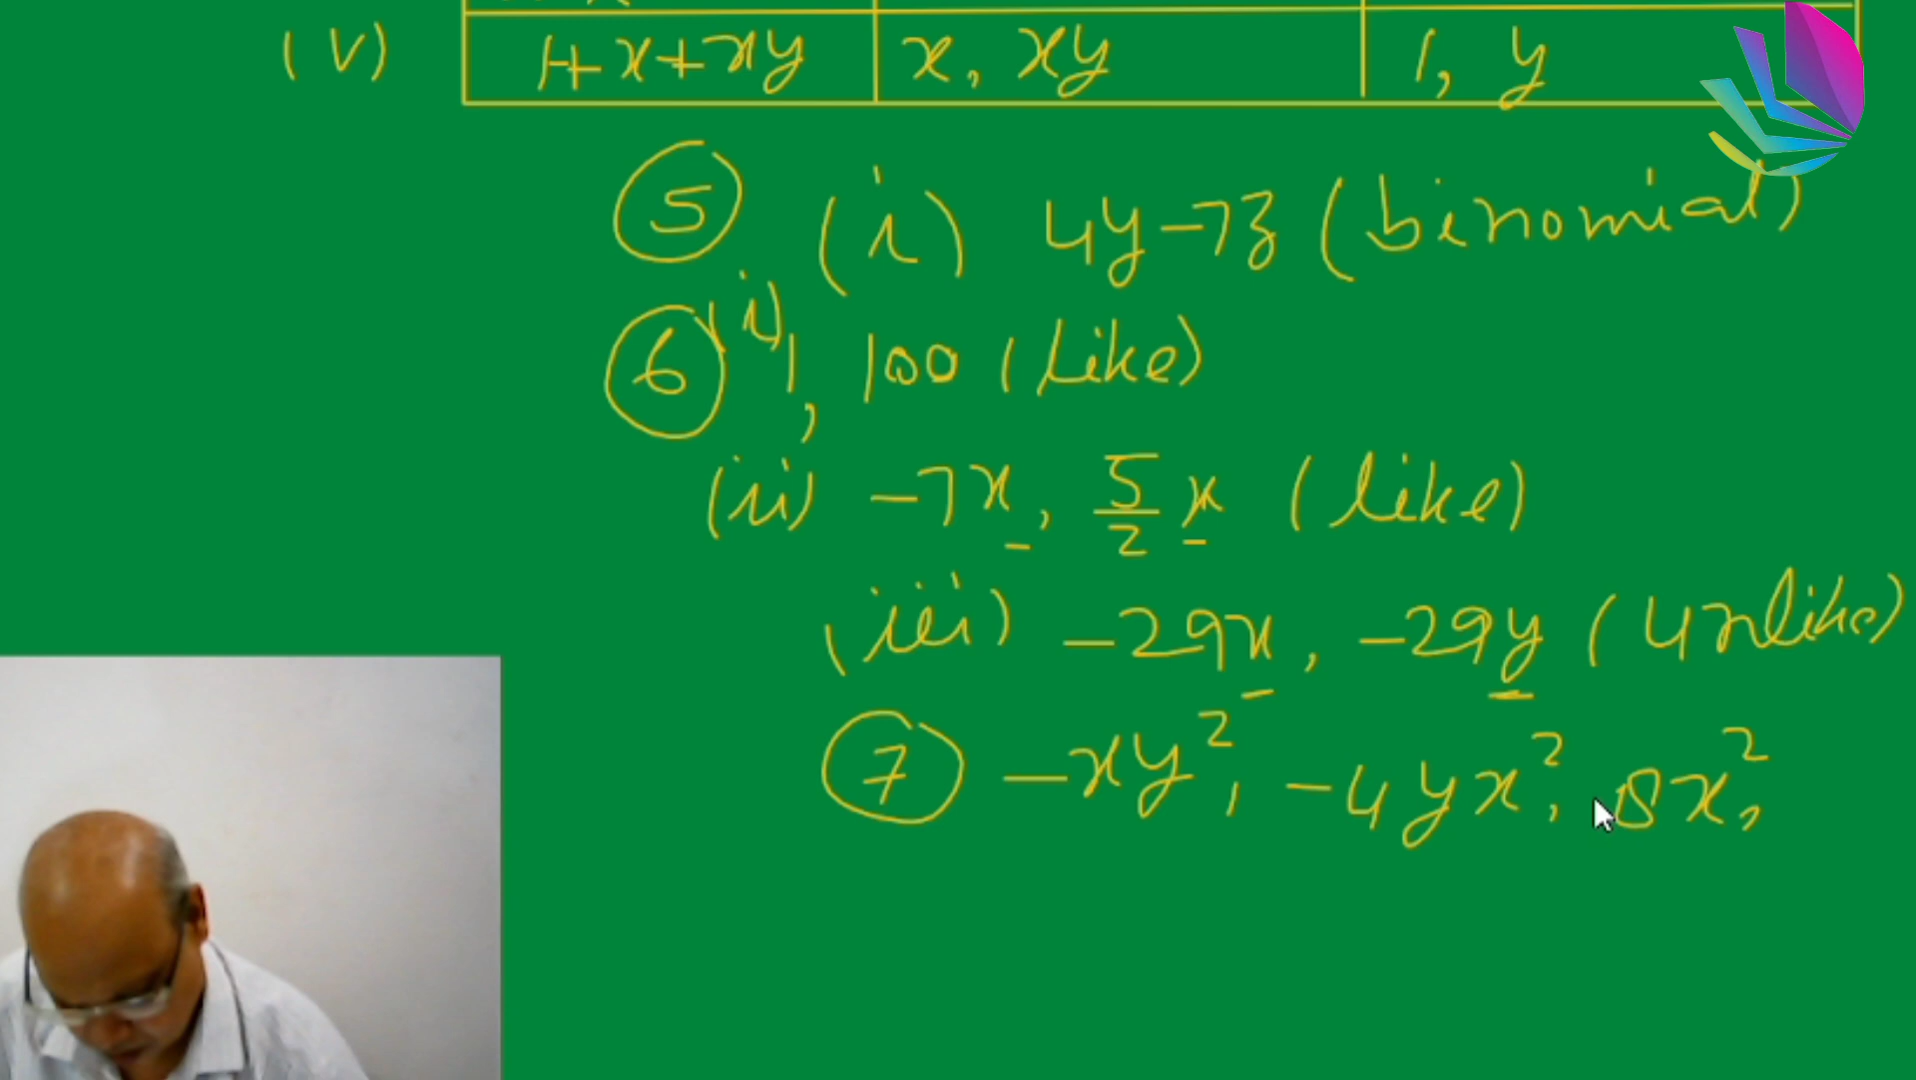 (V) 1+x+xy x, xy 1, y
5 (i) 4y-7z (binomial)
6 (i) 1, 100 (Like)
(ii) -7x, 5/2 x (like)
(iii) -29x, -29y (unlike)
7 -xy², -4yx², 8x²,